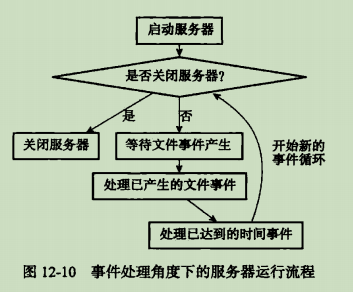 启动服务器
是否关闭服务器?
是
否
关闭服务器
等待文件事件产生
开始新的
事件循环
处理已产生的文件事件
处理已达到的时间事件
图 12-10 事件处理角度下的服务器运行流程